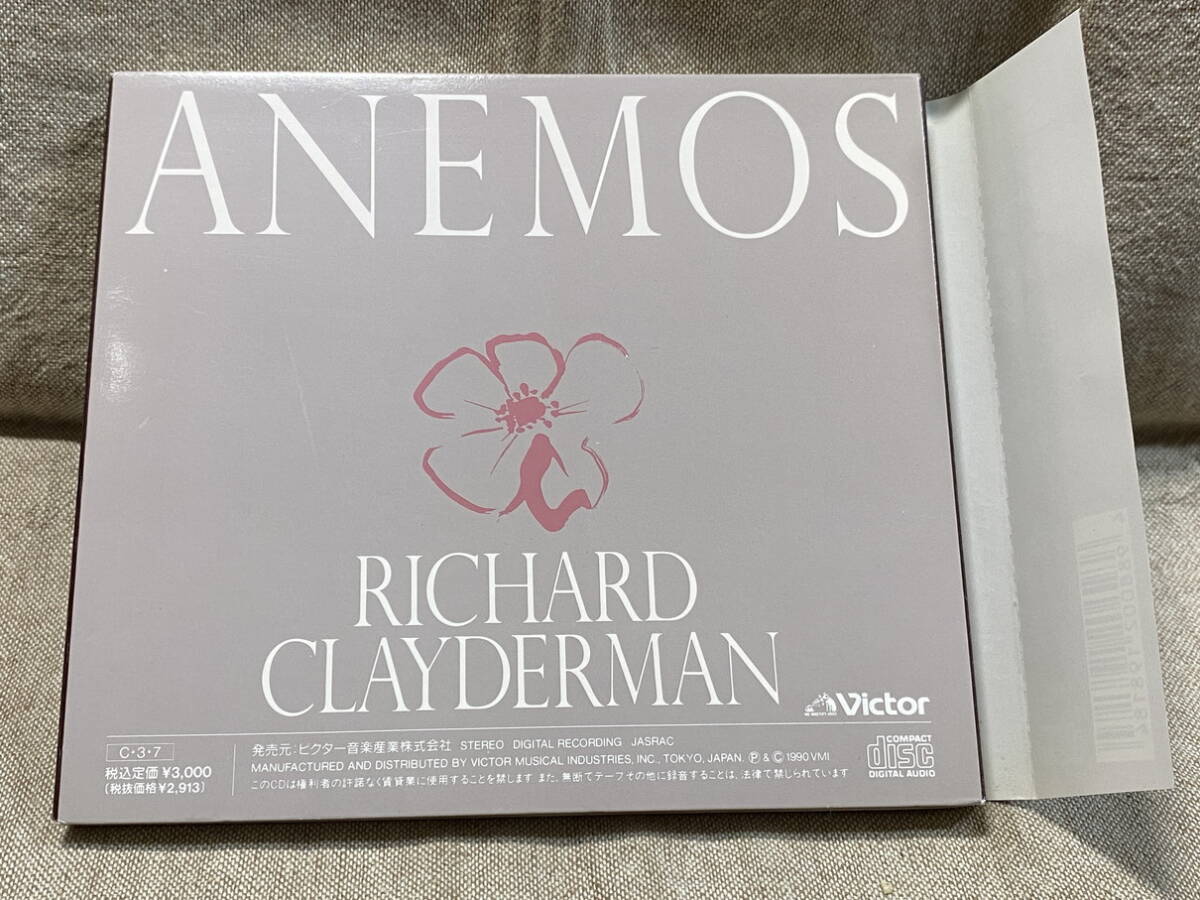 ANEMOS
RICHARD
CLAYDERMAN
Victor
C・3・7
税込定価 ¥3,000
(税抜価格¥2,913)
発売元:ビクター音楽産業株式会社 STEREO DIGITAL RECORDING JASRAC
MANUFACTURED AND DISTRIBUTED BY VICTOR MUSICAL INDUSTRIES, INC., TOKYO, JAPAN. Ⓟ & Ⓒ 1990 VMI
このCDは権利者の許諾なく賃貸業に使用することを禁じます また、無断でテープその他に録音することは、法律で禁じられています
COMPACT
disc
DIGITAL AUDIO